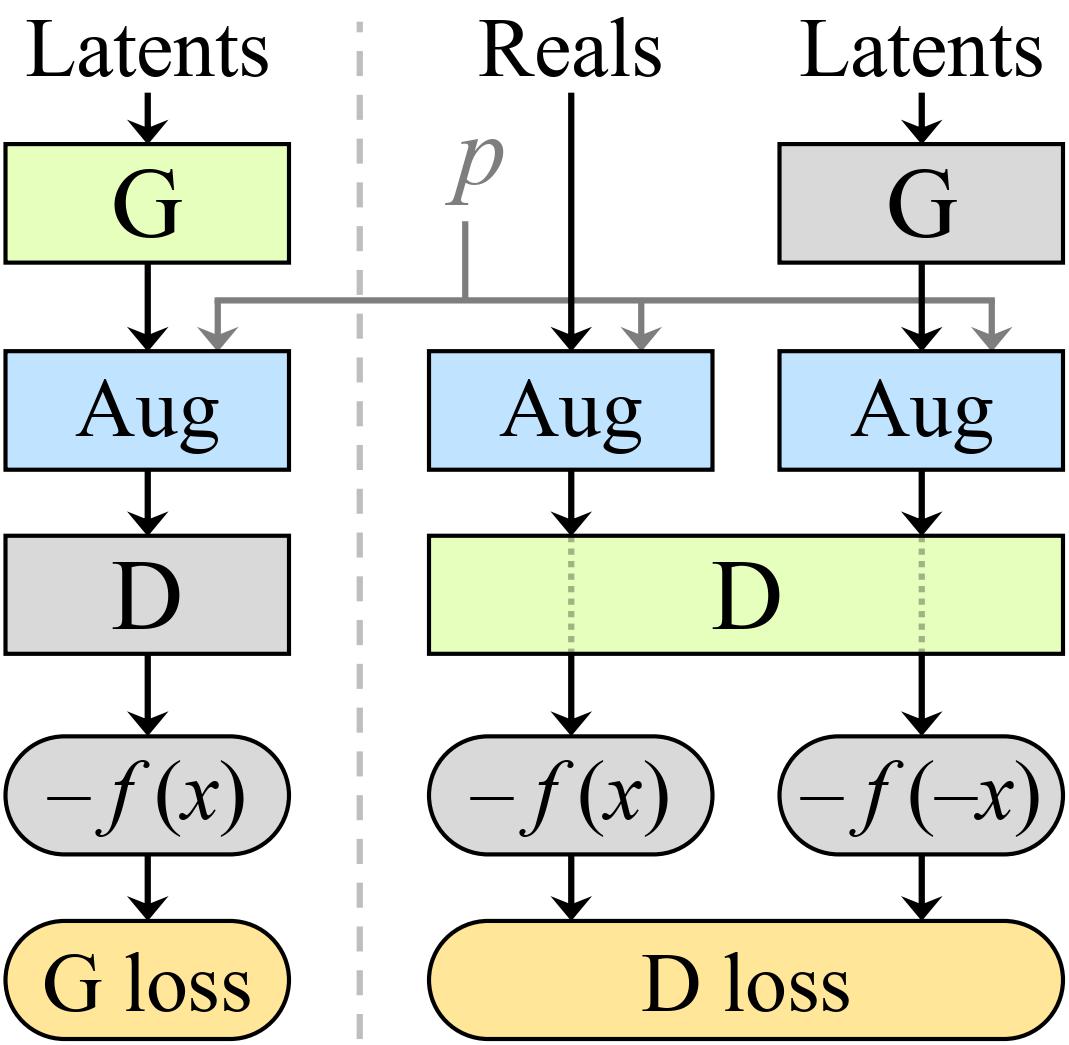 Latents Reals Latents
p
G G
Aug Aug Aug
D D
−f(x) −f(x) −f(−x)
G loss D loss